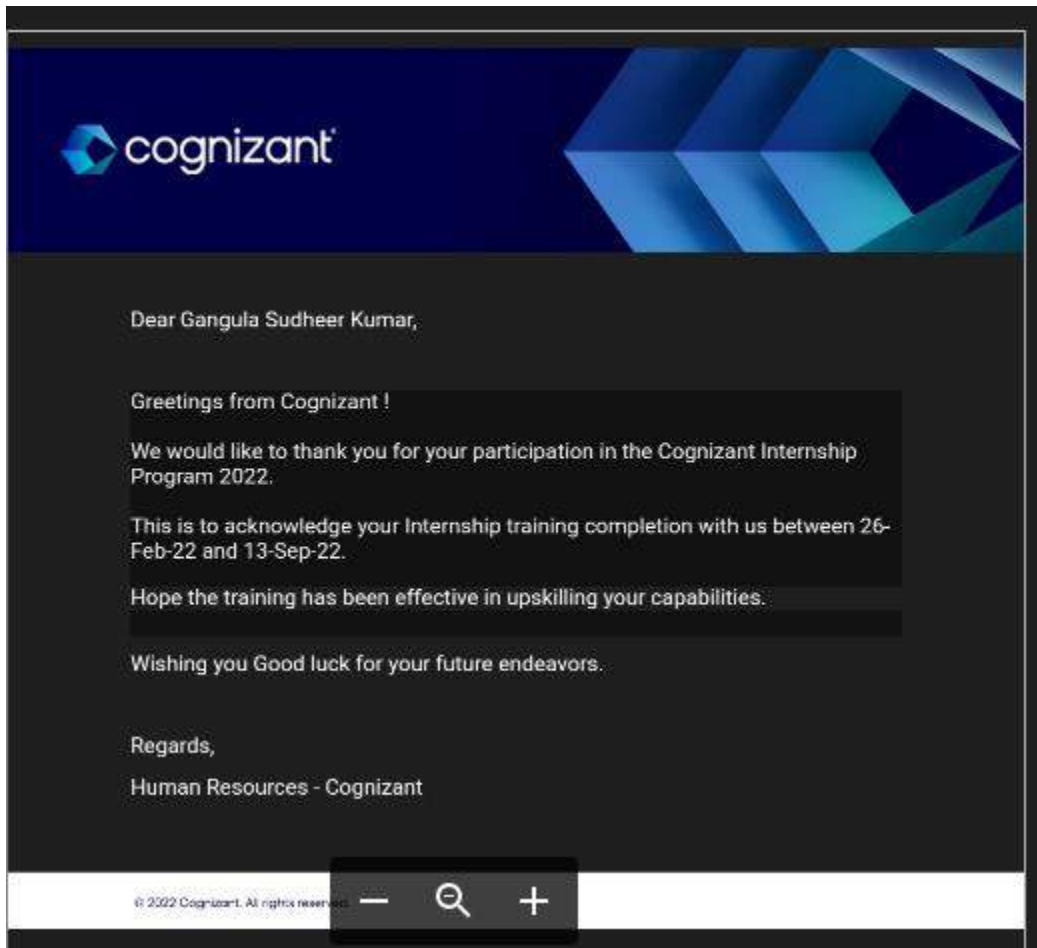 cognizant
Dear Gangula Sudheer Kumar,
Greetings from Cognizant !
We would like to thank you for your participation in the Cognizant Internship
Program 2022.
This is to acknowledge your Internship training completion with us between 26-
Feb-22 and 13-Sep-22.
Hope the training has been effective in upskilling your capabilities.
Wishing you Good luck for your future endeavors.
Regards,
Human Resources - Cognizant
© 2022 Cognizant. All rights reserved.